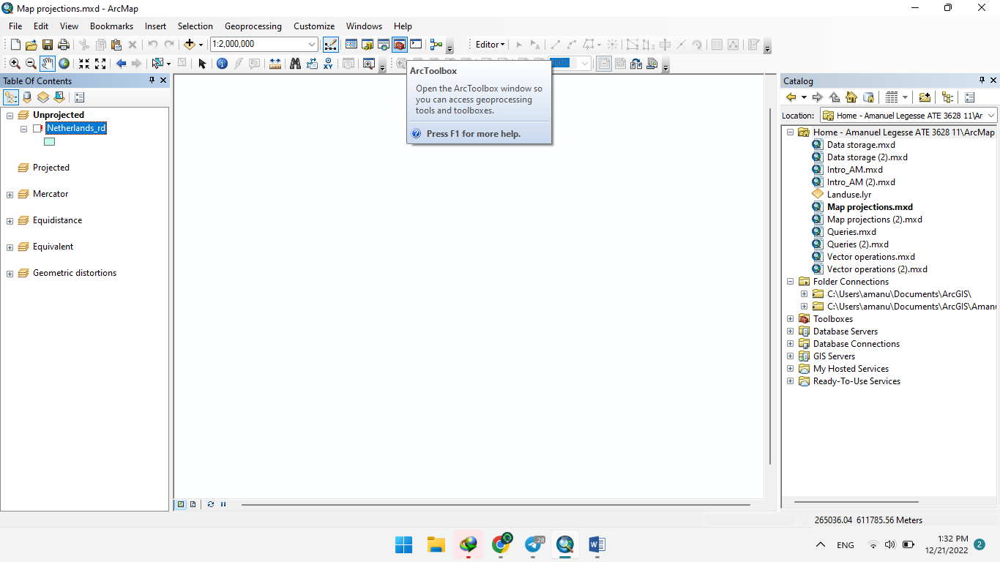 Map projections.mxd - ArcMap
File Edit View Bookmarks Insert Selection Geoprocessing Customize Windows Help
1:2,000,000
Editor
XY
ArcToolbox
Open the ArcToolbox window so
you can access geoprocessing
tools and toolboxes.
Press F1 for more help.
Table Of Contents
Unprojected
Netherlands_rd
Projected
Mercator
Equidistance
Equivalent
Geometric distortions
Catalog
Location: Home - Amanuel Legesse ATE 3628 11\Ar
Home - Amanuel Legesse ATE 3628 11\ArcMap
Data storage.mxd
Data storage (2).mxd
Intro_AM.mxd
Intro_AM (2).mxd
Landuse.lyr
Map projections.mxd
Map projections (2).mxd
Queries.mxd
Queries (2).mxd
Vector operations.mxd
Vector operations (2).mxd
Folder Connections
C:\Users\amanu\Documents\ArcGIS\
C:\Users\amanu\Documents\ArcGIS\Aman
Toolboxes
Database Servers
Database Connections
GIS Servers
My Hosted Services
Ready-To-Use Services
265036.04 611785.56 Meters
28
ENG
1:32 PM
12/21/2022
2